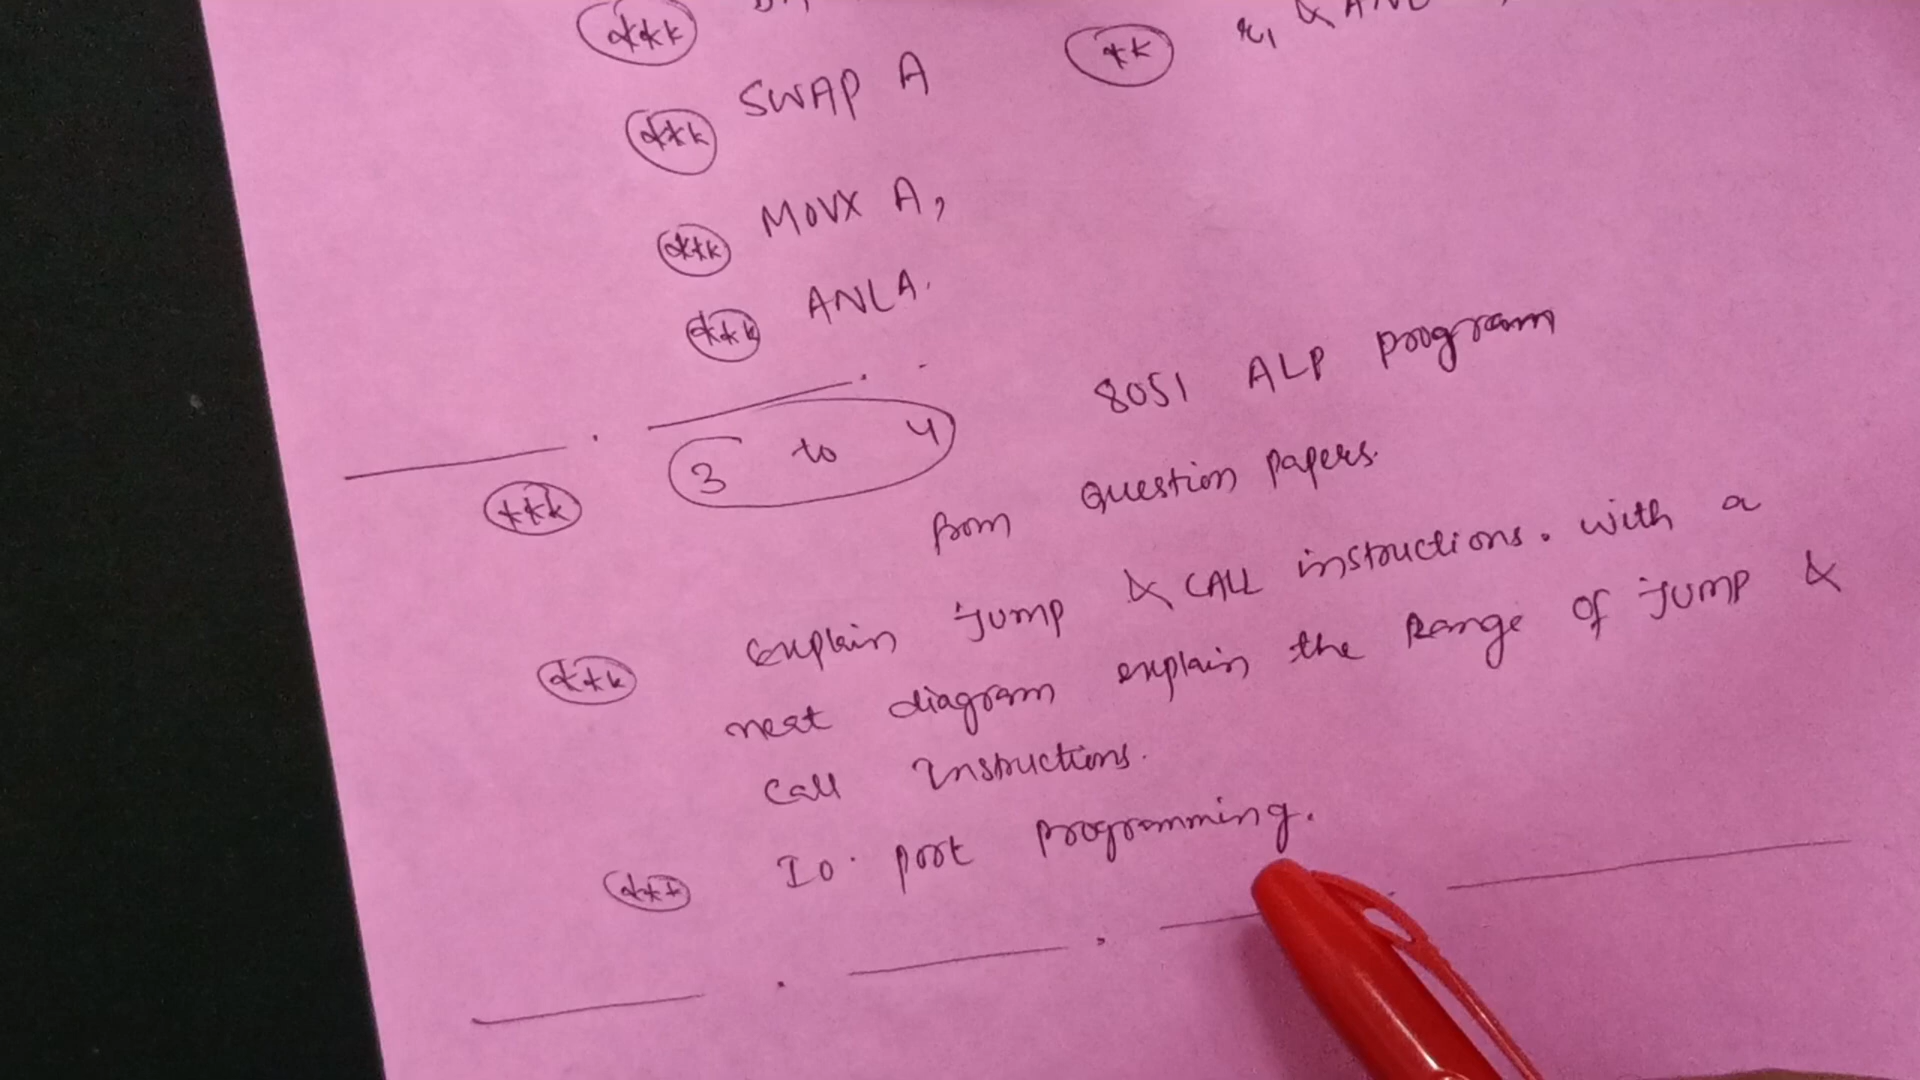 ***
**
SWAP A
***
MOVX A,
***
ANLA.
***
3 to 4 8051 ALP program
*** from question papers.
explain Jump & CALL instructions. with a
*** neat diagram explain the Range of Jump &
Call Instructions.
*** Io. port programming.